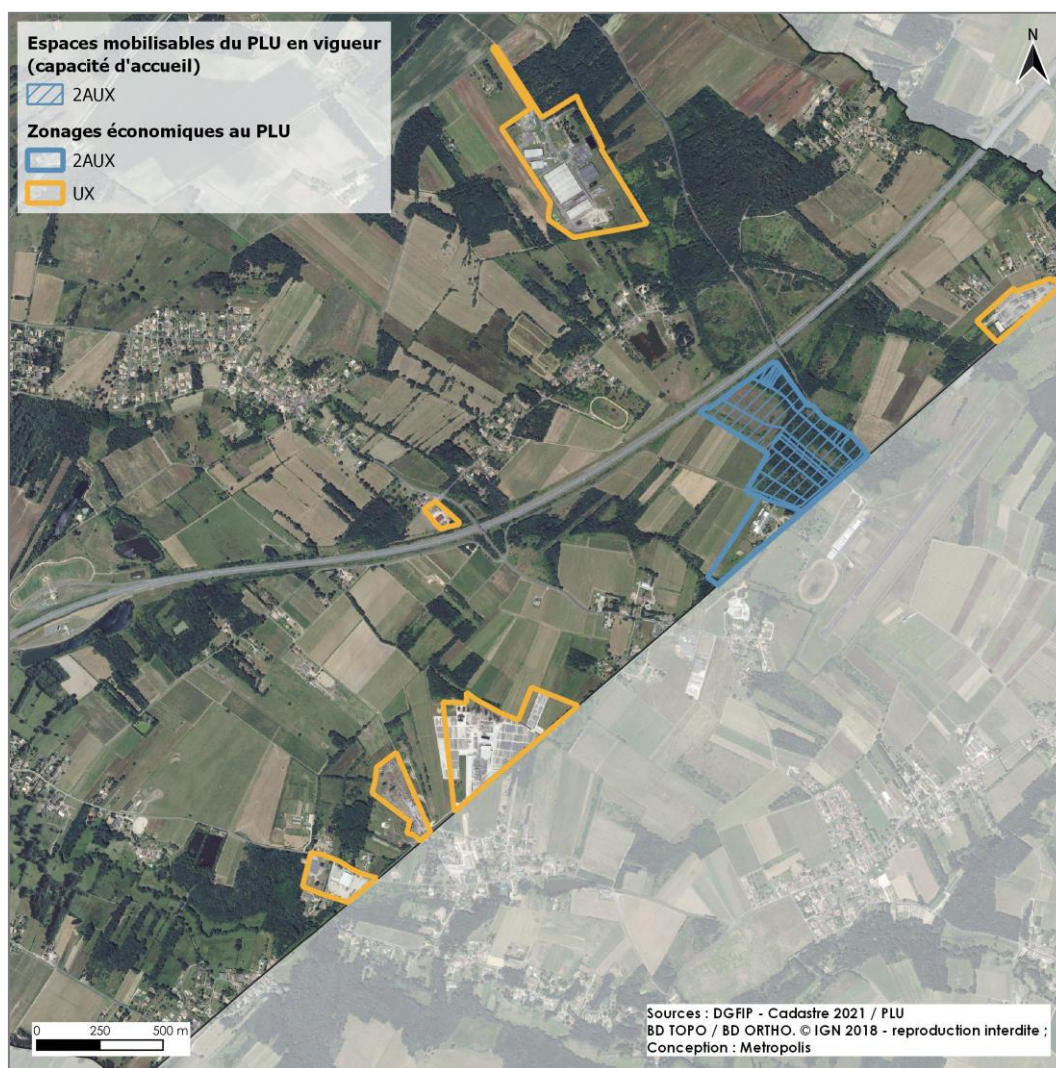 Espaces mobilisables du PLU en vigueur
(capacité d'accueil)
2AUX
Zonages économiques au PLU
2AUX
UX
N
0 250 500 m
Sources : DGFIP - Cadastre 2021 / PLU
BD TOPO / BD ORTHO. © IGN 2018 - reproduction interdite ;
Conception : Metropolis